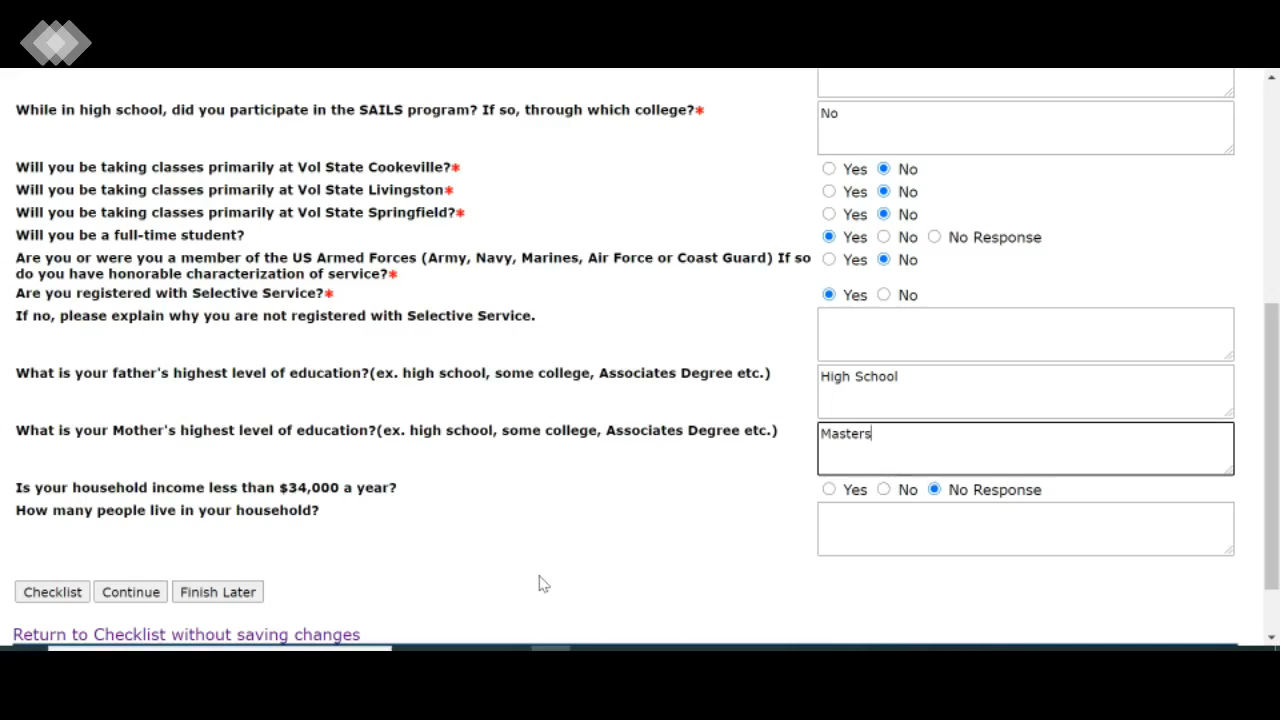 While in high school, did you participate in the SAILS program? If so, through which college?* No
Will you be taking classes primarily at Vol State Cookeville?* Yes No
Will you be taking classes primarily at Vol State Livingston* Yes No
Will you be taking classes primarily at Vol State Springfield?* Yes No
Will you be a full-time student? Yes No No Response
Are you or were you a member of the US Armed Forces (Army, Navy, Marines, Air Force or Coast Guard) If so Yes No
do you have honorable characterization of service?*
Are you registered with Selective Service?* Yes No
If no, please explain why you are not registered with Selective Service.
What is your father's highest level of education?(ex. high school, some college, Associates Degree etc.) High School
What is your Mother's highest level of education?(ex. high school, some college, Associates Degree etc.) Masters
Is your household income less than $34,000 a year? Yes No No Response
How many people live in your household?
Checklist Continue Finish Later
Return to Checklist without saving changes